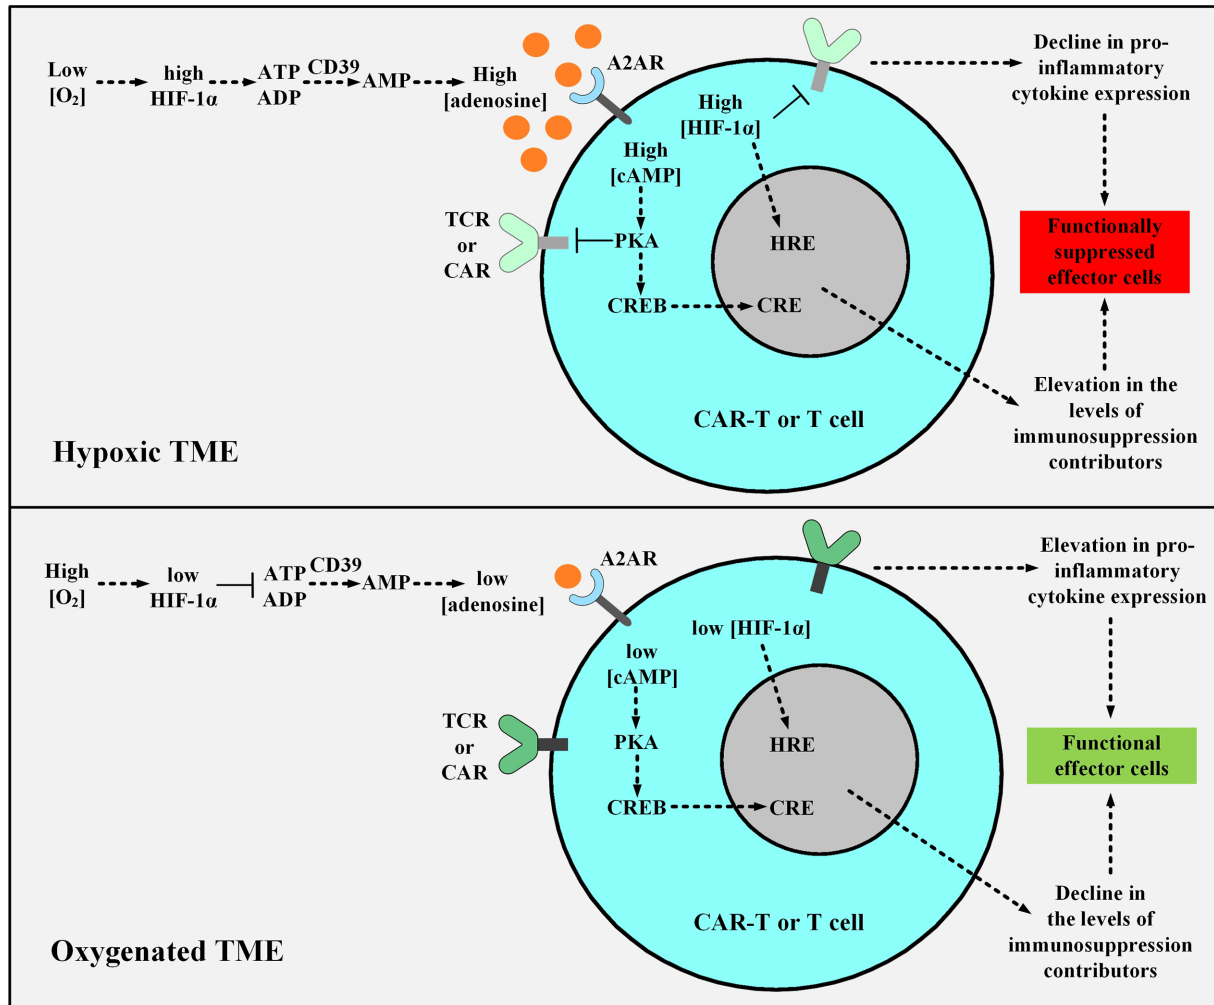 Low
[O₂]
high
HIF-1α
ATP
ADP
CD39
AMP
High
[adenosine]
A2AR
High
[HIF-1α]
High
[cAMP]
TCR
or
CAR
PKA
HRE
CREB
CRE
CAR-T or T cell
Decline in pro-
inflammatory
cytokine expression
Functionally
suppressed
effector cells
Elevation in the
levels of
immunosuppression
contributors
Hypoxic TME
High
[O₂]
low
HIF-1α
ATP
ADP
CD39
AMP
low
[adenosine]
A2AR
low [HIF-1α]
low
[cAMP]
TCR
or
CAR
PKA
HRE
CREB
CRE
CAR-T or T cell
Elevation in pro-
inflammatory
cytokine expression
Functional
effector cells
Decline in
the levels of
immunosuppression
contributors
Oxygenated TME